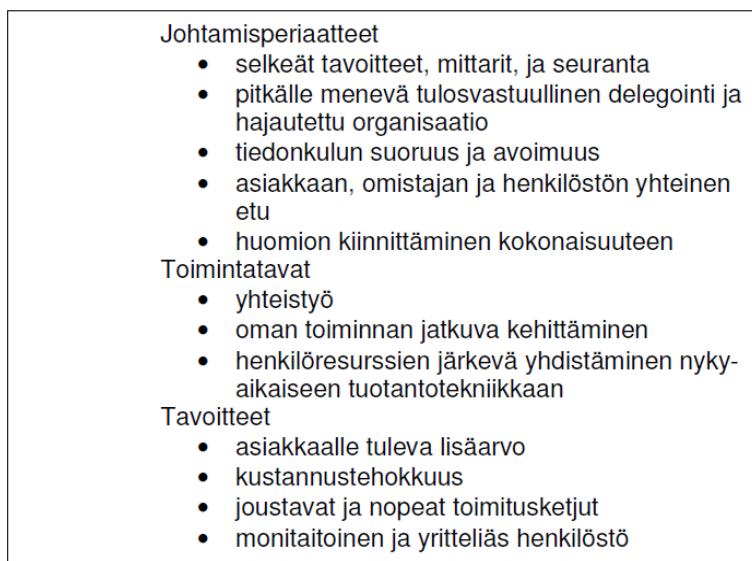 Johtamisperiaatteet
• selkeät tavoitteet, mittarit, ja seuranta
• pitkälle menevä tulosvastuullinen delegointi ja
hajautettu organisaatio
• tiedonkulun suoruus ja avoimuus
• asiakkaan, omistajan ja henkilöstön yhteinen
etu
• huomion kiinnittäminen kokonaisuuteen
Toimintatavat
• yhteistyö
• oman toiminnan jatkuva kehittäminen
• henkilöresurssien järkevä yhdistäminen nyky-
aikaiseen tuotantotekniikkaan
Tavoitteet
• asiakkaalle tuleva lisäarvo
• kustannustehokkuus
• joustavat ja nopeat toimitusketjut
• monitaitoinen ja yritteliäs henkilöstö